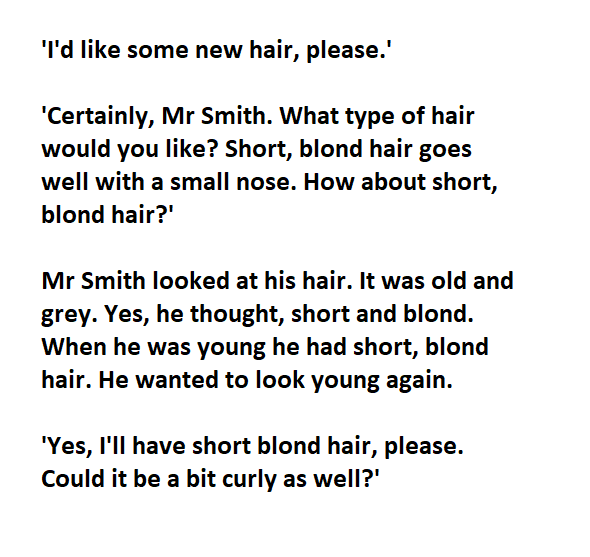 'I'd like some new hair, please.'
'Certainly, Mr Smith. What type of hair
would you like? Short, blond hair goes
well with a small nose. How about short,
blond hair?'
Mr Smith looked at his hair. It was old and
grey. Yes, he thought, short and blond.
When he was young he had short, blond
hair. He wanted to look young again.
'Yes, I'll have short blond hair, please.
Could it be a bit curly as well?'